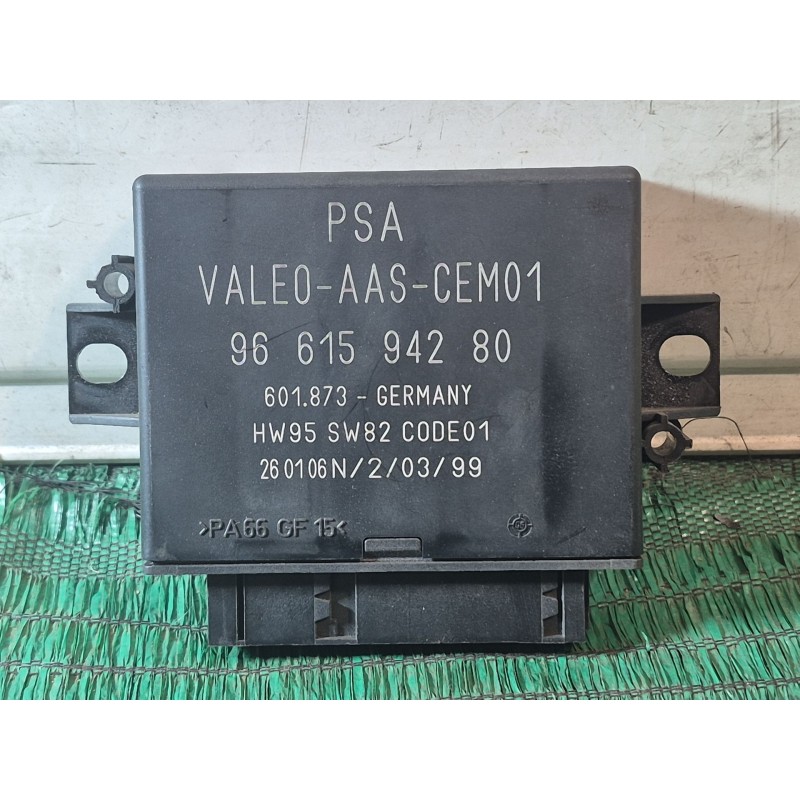 PSA
VALEO-AAS-CEM01
96 615 942 80
601.873 - GERMANY
HW95 SW82 CODE01
260106N/2/03/99
>PA66 GF 15<